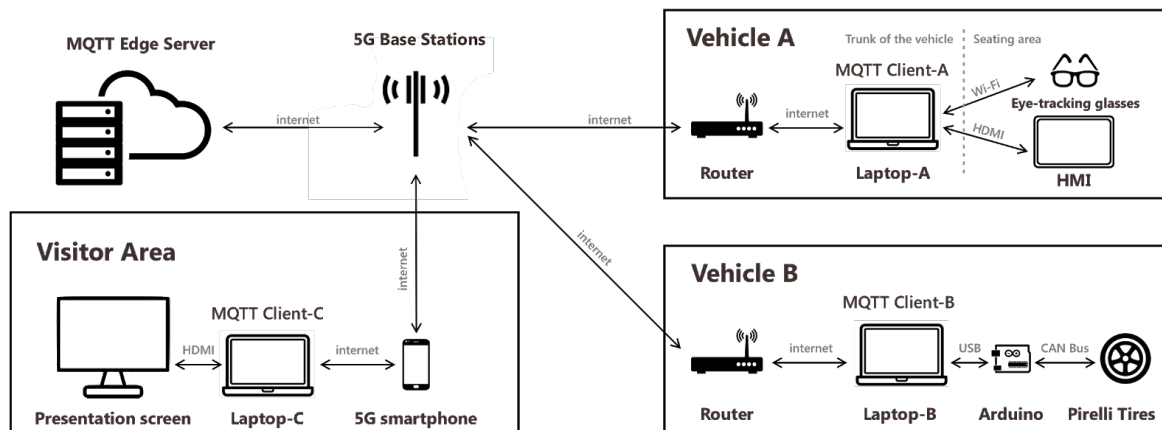 MQTT Edge Server
5G Base Stations
internet
internet
internet
internet
Vehicle A
Trunk of the vehicle
Seating area
MQTT Client-A
Wi-Fi
Eye-tracking glasses
internet
HDMI
Router
Laptop-A
HMI
Visitor Area
MQTT Client-C
HDMI
internet
Presentation screen
Laptop-C
5G smartphone
Vehicle B
MQTT Client-B
internet
USB
CAN Bus
Router
Laptop-B
Arduino
Pirelli Tires